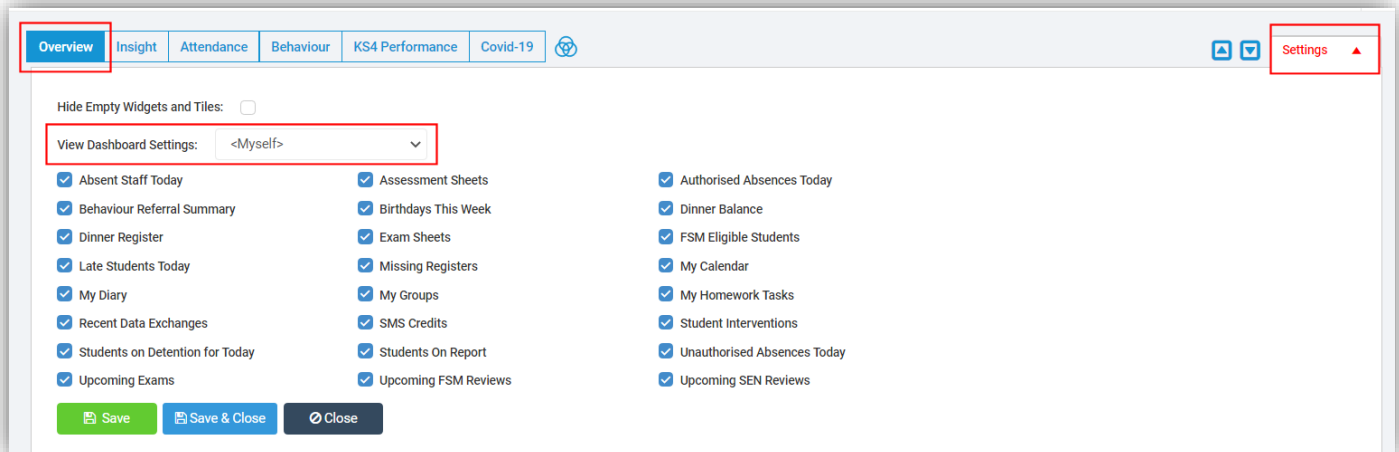 Overview Insight Attendance Behaviour KS4 Performance Covid-19 Settings
Hide Empty Widgets and Tiles:
View Dashboard Settings: <Myself>
Absent Staff Today Assessment Sheets Authorised Absences Today
Behaviour Referral Summary Birthdays This Week Dinner Balance
Dinner Register Exam Sheets FSM Eligible Students
Late Students Today Missing Registers My Calendar
My Diary My Groups My Homework Tasks
Recent Data Exchanges SMS Credits Student Interventions
Students on Detention for Today Students On Report Unauthorised Absences Today
Upcoming Exams Upcoming FSM Reviews Upcoming SEN Reviews
Save Save & Close Close